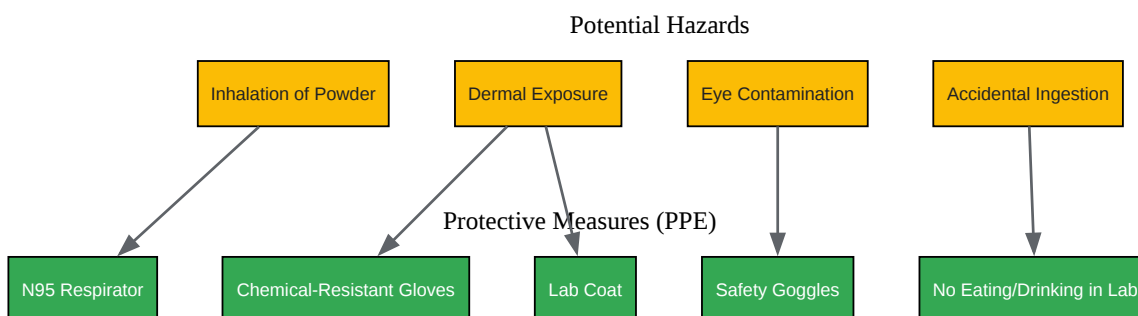 Potential Hazards
Inhalation of Powder
Dermal Exposure
Eye Contamination
Accidental Ingestion
Protective Measures (PPE)
N95 Respirator
Chemical-Resistant Gloves
Lab Coat
Safety Goggles
No Eating/Drinking in Lab